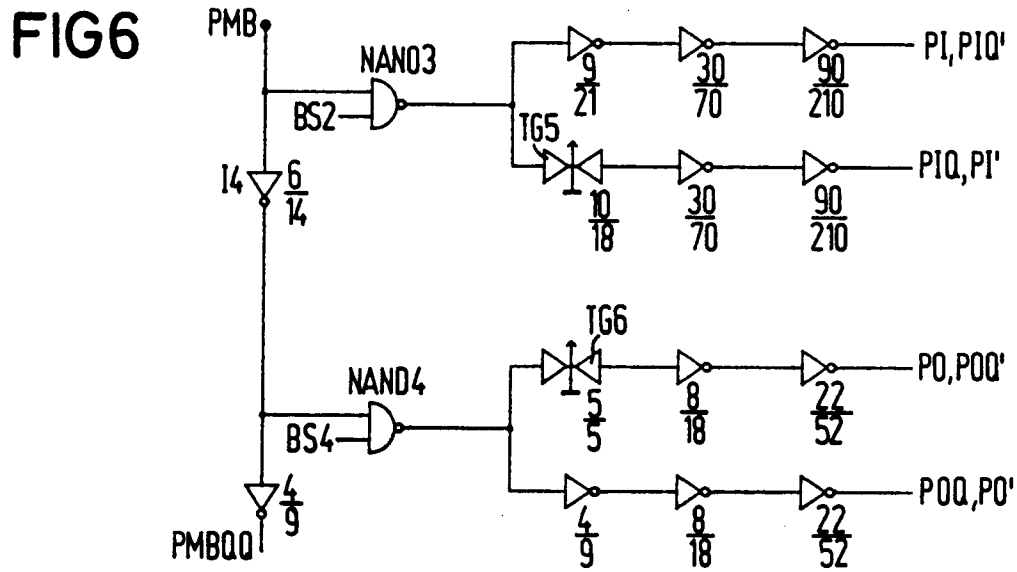 FIG6
PMB
NAND3
BS2
9
21
30
70
90
210
PI,PIQ'
TG5
10
18
30
70
90
210
PIQ,PI'
I4
6
14
TG6
NAND4
BS4
5
5
8
18
22
52
PO,POQ'
4
9
8
18
22
52
POQ,PO'
4
9
PMBQQ